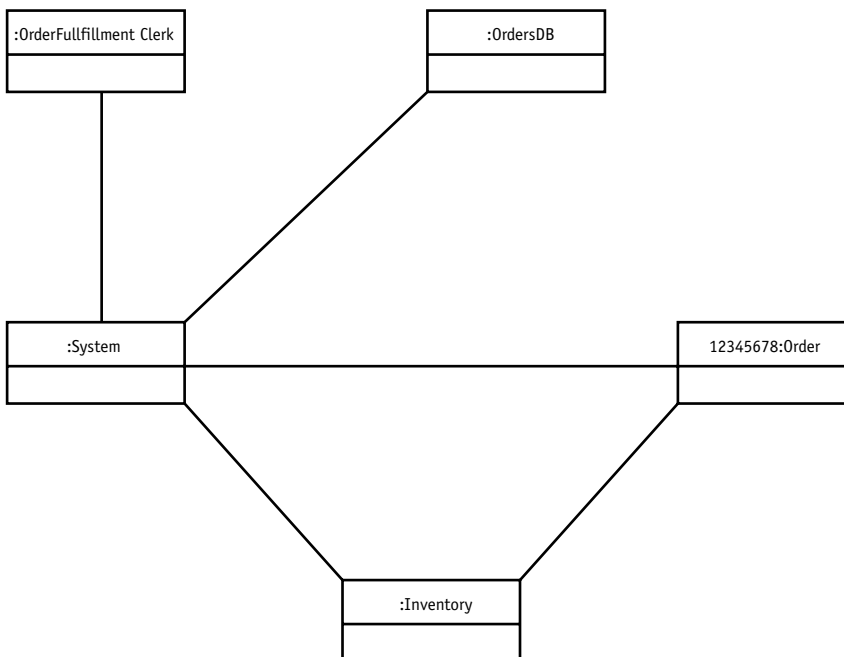 :OrderFullfillment Clerk
:OrdersDB
:System
12345678:Order
:Inventory